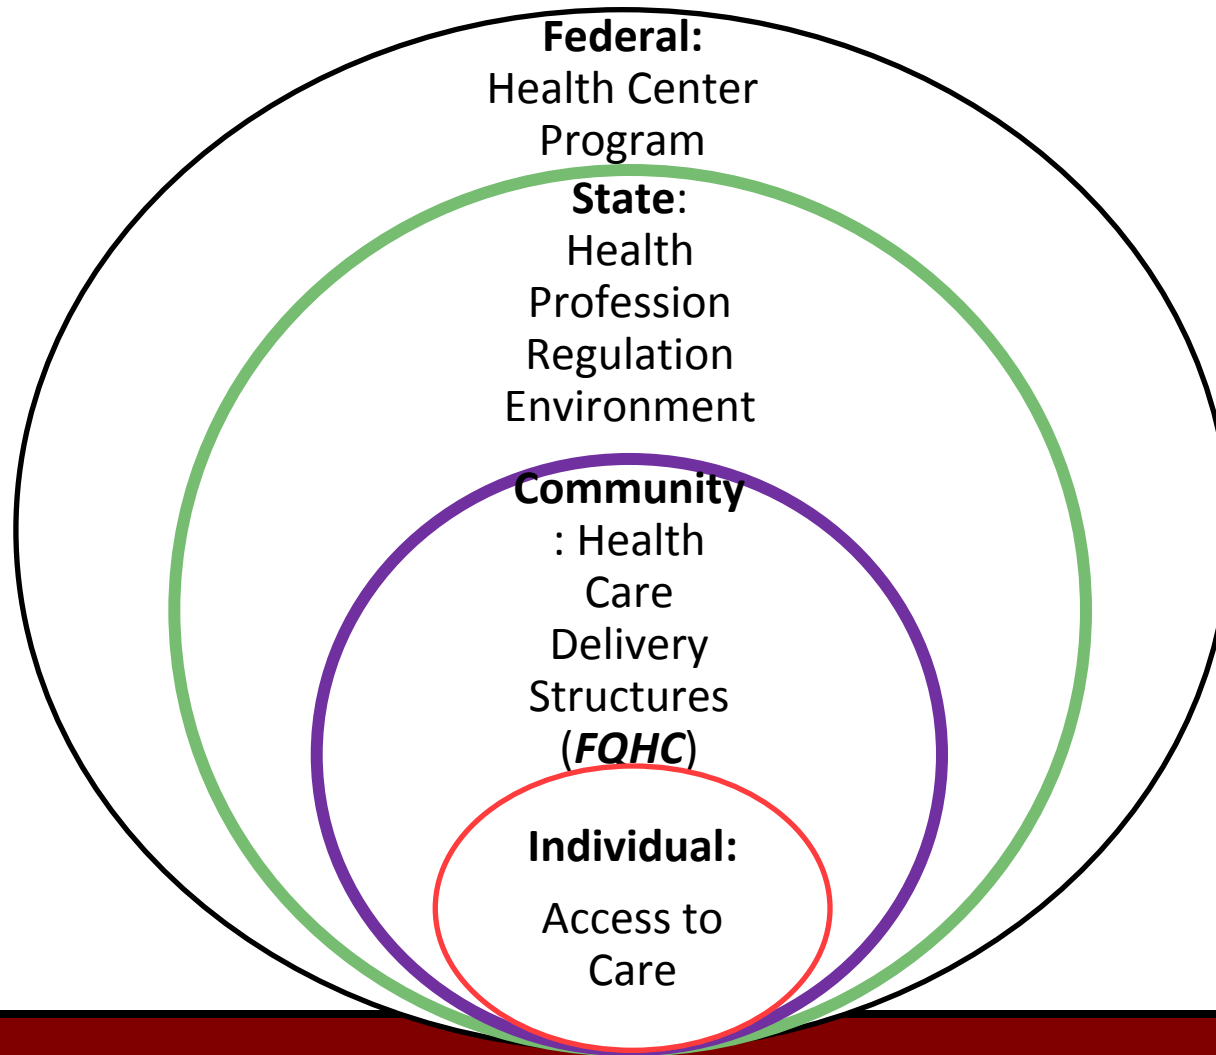 Federal:
Health Center
Program
State:
Health
Profession
Regulation
Environment
Community
: Health
Care
Delivery
Structures
(FQHC)
Individual:
Access to
Care